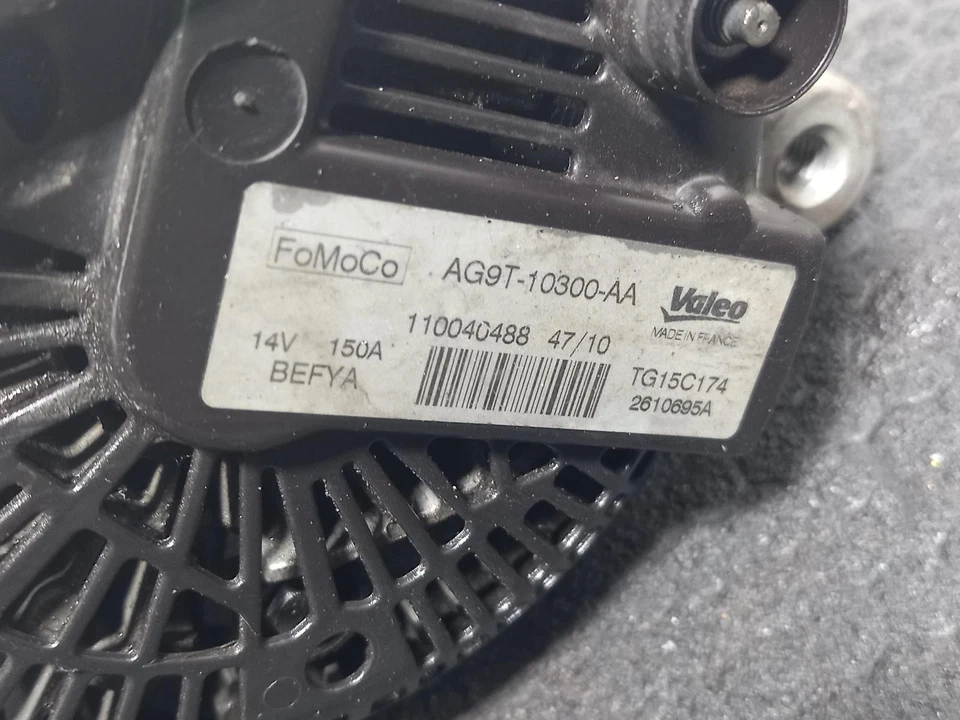 FoMoCo AG9T-10300-AA
Valeo
MADE IN FRANCE
110040488 47/10
14V 150A
BEFYA
TG15C174
2610695A